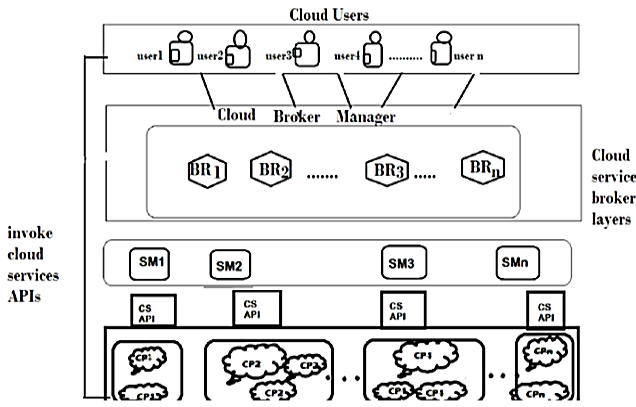 Cloud Users
user1 user2 user3 user4 .......... user n
Cloud Broker Manager
BR1 BR2 ....... BR3 ..... BRn
Cloud
service
broker
layers
invoke
cloud
services
APIs
SM1 SM2 SM3 SMn
CS
API
CS
API
CS
API
CS
API
CP1 CP2 CP2 ... CP1 ... CPn
CP1 CP2 CP1 CP1 CPn